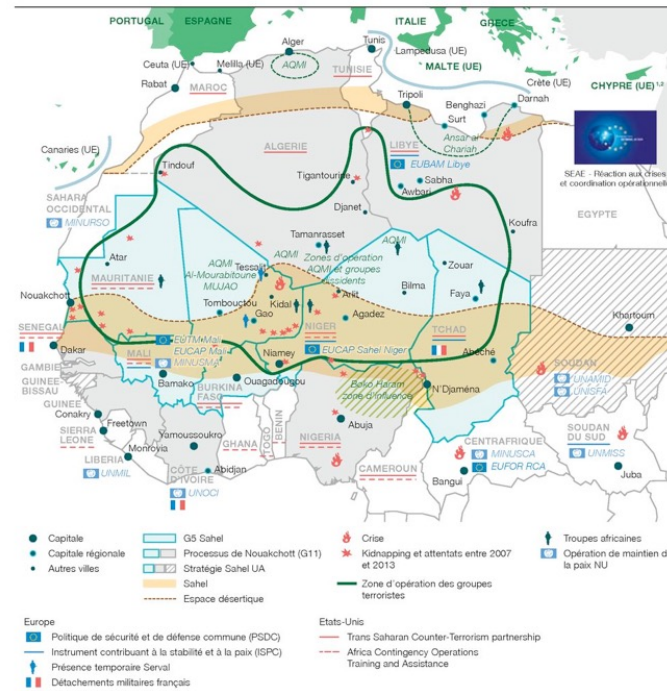 PORTUGAL
ESPAGNE
ITALIE
GRÈCE
Alger
Tunis
Lampedusa (UE)
Ceuta (UE)
Melilla (UE)
AQMI
MALTE (UE)
Rabat
TUNISIE
Crète (UE)
CHYPRE (UE)
MAROC
Tripoli
Benghazi
Darnah
Surt
Ansar al
Chariah
Canaries (UE)
ALGERIE
LIBYE
EUBAM Libye
SEAE - Réaction aux crises
et coordination opérationnelle
Tindouf
Tigantourine
Sabha
Awbari
SAHARA
OCCIDENTAL
MINURSO
Djanet
EGYPTE
Koufra
Atar
Tamanrasset
AQMI
AQMI
AQMI
Al-Mourabitoune
MUJAO
Zones d'opération
AQMI et groupes
dissidents
Tessalit
Zouar
MAURITANIE
Nouakchott
Tombouctou
Kidal
Gao
Arlit
Bilma
Faya
Agadez
Khartoum
SENEGAL
Dakar
MALI
EUTM Mali
EUCAP Mali
MINUSMA
NIGER
EUCAP Sahel Niger
TCHAD
Niamey
Abéché
GAMBIE
GUINEE
BISSAU
Bamako
Ouagadougou
BURKINA
FASO
Boko Haram
zone d'influence
N'Djaména
SOUDAN
UNAMID
UNISFA
GUINEE
Conakry
Freetown
SIERRA
LEONE
Yamoussoukro
GHANA
TOGO
BENIN
Abuja
NIGERIA
Monrovia
LIBERIA
UNMIL
Abidjan
CÔTE
D'IVOIRE
UNOCI
CAMEROUN
CENTRAFRIQUE
MINUSCA
EUFOR RCA
Bangui
SOUDAN
DU SUD
UNMISS
Juba
Capitale
Capitale régionale
Autres villes
G5 Sahel
Processus de Nouakchott (G11)
Stratégie Sahel UA
Sahel
Espace désertique
Crise
Kidnapping et attentats entre 2007
et 2013
Zone d'opération des groupes
terroristes
Troupes africaines
Opération de maintien de
la paix NU
Europe
Politique de sécurité et de défense commune (PSDC)
Instrument contribuant à la stabilité et à la paix (ISPC)
Présence temporaire Serval
Détachements militaires français
Etats-Unis
Trans Saharan Counter-Terrorism partnership
Africa Contingency Operations
Training and Assistance